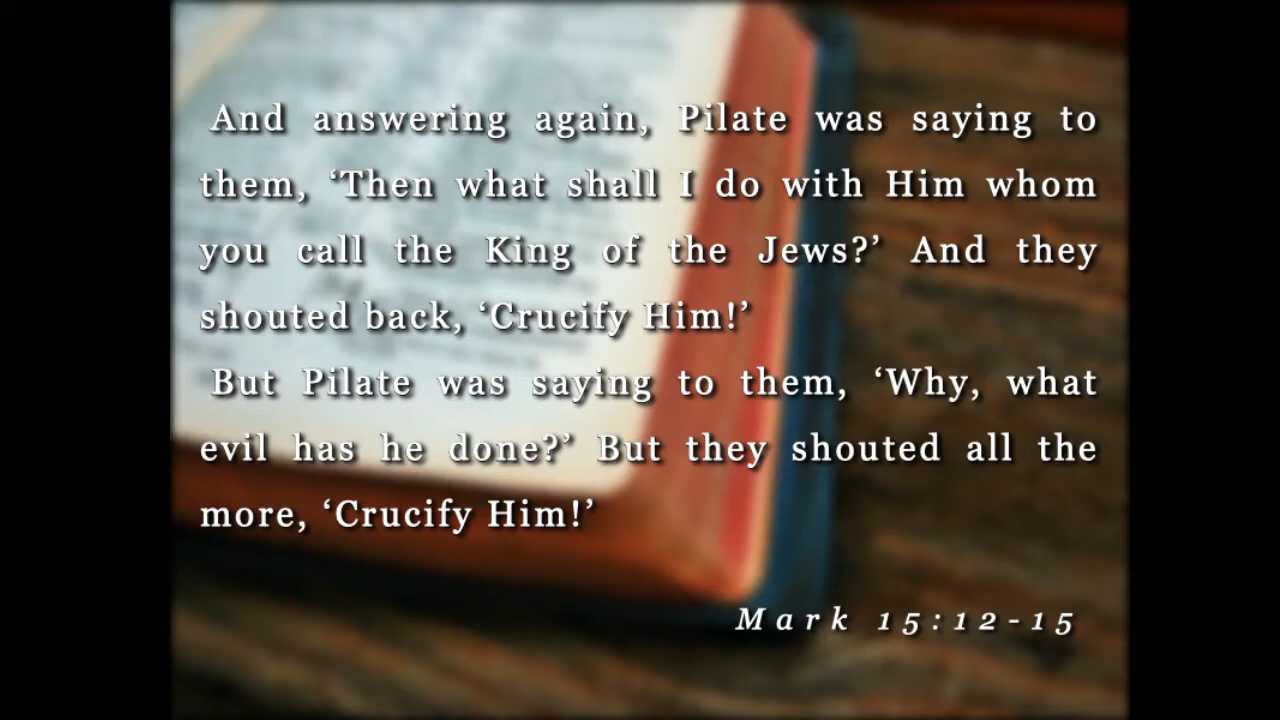 And answering again, Pilate was saying to
them, ‘Then what shall I do with Him whom
you call the King of the Jews?’ And they
shouted back, ‘Crucify Him!’
But Pilate was saying to them, ‘Why, what
evil has he done?’ But they shouted all the
more, ‘Crucify Him!’
Mark 15:12-15